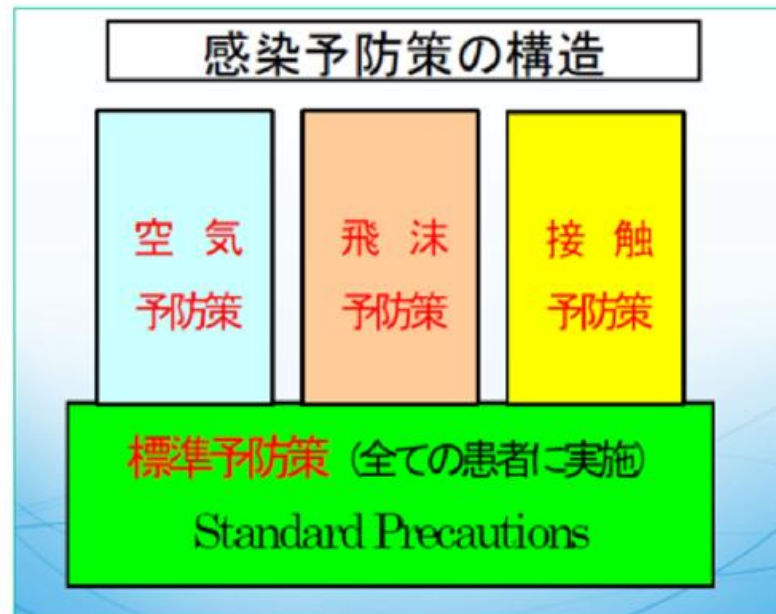 感染予防策の構造
空 気
予防策
飛 沫
予防策
接 触
予防策
標準予防策（全ての患者に実施）
Standard Precautions